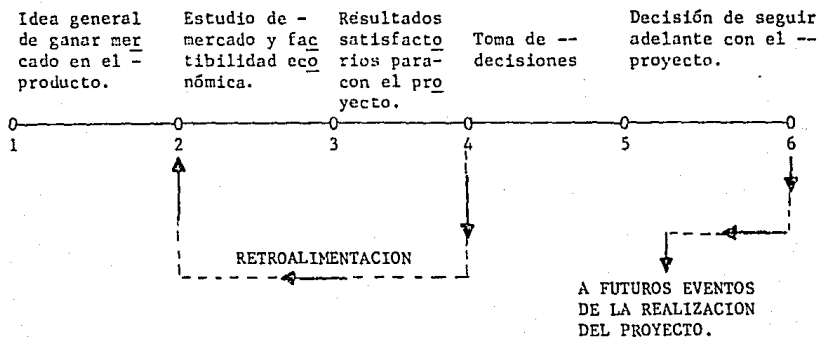 Idea general
de ganar mer
cado en el -
producto.
Estudio de -
mercado y fac
tibilidad eco
nómica.
Resultados
satisfacto
rios para-
con el pro
yecto.
Toma de --
decisiones
Decisión de seguir
adelante con el --
proyecto.
1 2 3 4 5 6
RETROALIMENTACION
A FUTUROS EVENTOS
DE LA REALIZACION
DEL PROYECTO.